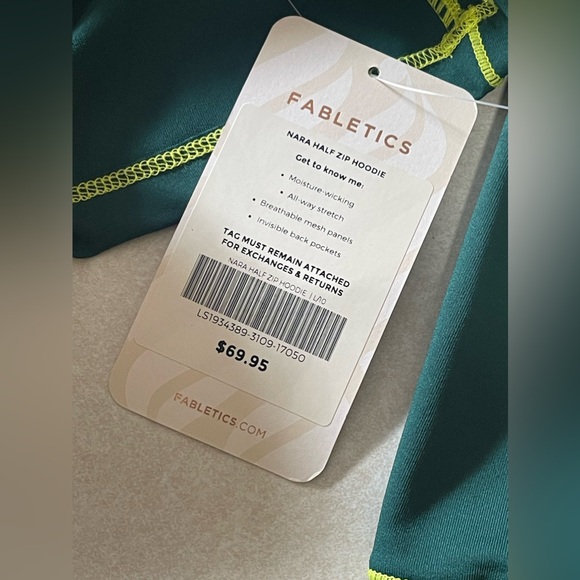 FABLETICS
NARA HALF ZIP HOODIE
Get to know me:
• Moisture-wicking
• All-way stretch
• Breathable mesh panels
• Invisible back pockets
TAG MUST REMAIN ATTACHED
FOR EXCHANGES & RETURNS
NARA HALF ZIP HOODIE | L/10
LS1934389-3109-17050
$69.95
FABLETICS.COM